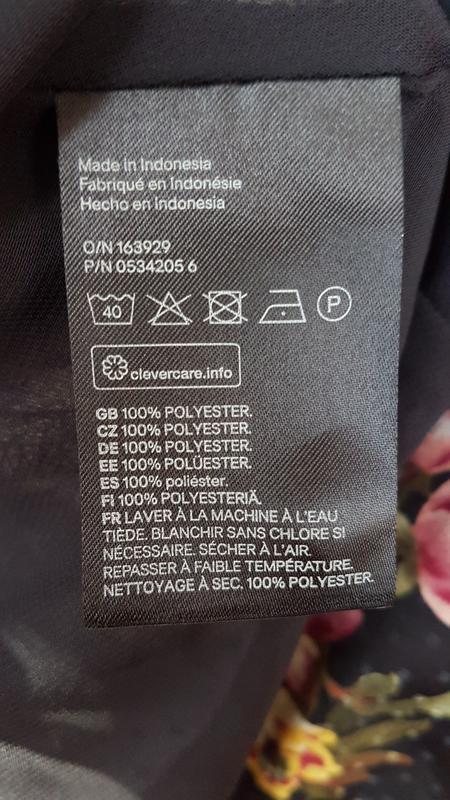 Made in Indonesia
Fabriqué en Indonésie
Hecho en Indonesia
O/N 163929
P/N 0534205 6
40 P
clevercare.info
GB 100% POLYESTER.
CZ 100% POLYESTER.
DE 100% POLYESTER.
EE 100% POLÜESTER.
ES 100% poliéster.
FI 100% POLYESTERIÄ.
FR LAVER À LA MACHINE À L'EAU
TIÈDE. BLANCHIR SANS CHLORE SI
NÉCESSAIRE. SÉCHER À L'AIR.
REPASSER À FAIBLE TEMPÉRATURE.
NETTOYAGE À SEC. 100% POLYESTER.